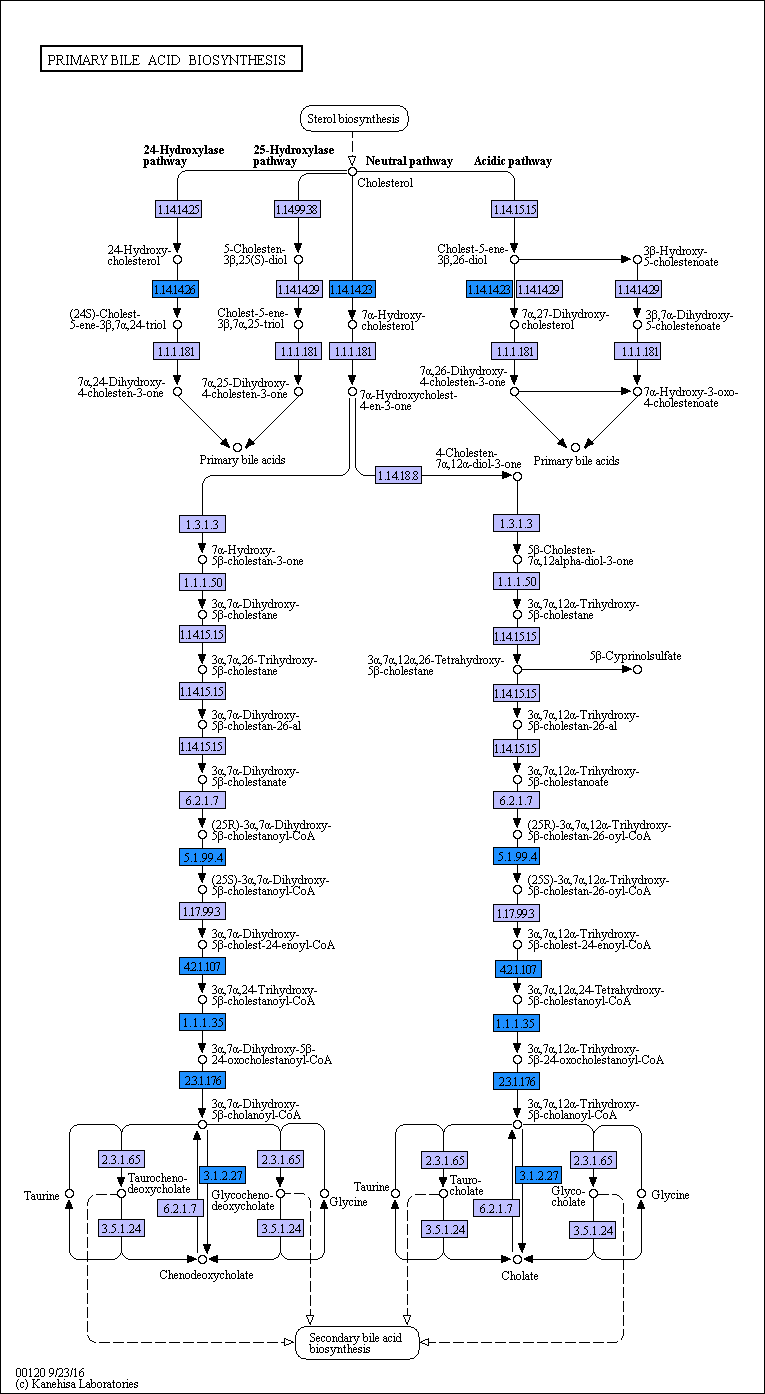 PRIMARY BILE ACID BIOSYNTHESIS
Sterol biosynthesis
24-Hydroxylase
pathway
25-Hydroxylase
pathway
Neutral pathway
Acidic pathway
Cholesterol
1.14.14.25
1.14.99.38
1.14.15.15
24-Hydroxy-
cholesterol
5-Cholesten-
3β,25(S)-diol
Cholest-5-ene-
3β,26-diol
3β-Hydroxy-
5-cholestenoate
1.14.14.26
1.14.14.29
1.14.14.23
1.14.14.23
1.14.14.29
1.14.14.29
(24S)-Cholest-
5-ene-3β,7α,24-triol
Cholest-5-ene-
3β,7α,25-triol
7α-Hydroxy-
cholesterol
7α,27-Dihydroxy-
cholesterol
3β,7α-Dihydroxy-
5-cholestenoate
1.1.1.181
1.1.1.181
1.1.1.181
1.1.1.181
1.1.1.181
7α,24-Dihydroxy-
4-cholesten-3-one
7α,25-Dihydroxy-
4-cholesten-3-one
7α-Hydroxycholest-
4-en-3-one
7α,26-Dihydroxy-
4-cholesten-3-one
7α-Hydroxy-3-oxo-
4-cholestenoate
Primary bile acids
Primary bile acids
4-Cholesten-
7α,12α-diol-3-one
1.14.18.8
1.3.1.3
1.3.1.3
7α-Hydroxy-
5β-cholestan-3-one
5β-Cholesten-
7α,12alpha-diol-3-one
1.1.1.50
1.1.1.50
3α,7α-Dihydroxy-
5β-cholestane
3α,7α,12α-Trihydroxy-
5β-cholestane
1.14.15.15
1.14.15.15
3α,7α,26-Trihydroxy-
5β-cholestane
3α,7α,12α,26-Tetrahydroxy-
5β-cholestane
5β-Cyprinolsulfate
1.14.15.15
1.14.15.15
3α,7α-Dihydroxy-
5β-cholestan-26-al
3α,7α,12α-Trihydroxy-
5β-cholestan-26-al
1.14.15.15
1.14.15.15
3α,7α-Dihydroxy-
5β-cholestanate
3α,7α,12α-Trihydroxy-
5β-cholestanoate
6.2.1.7
6.2.1.7
(25R)-3α,7α-Dihydroxy-
5β-cholestanoyl-CoA
(25R)-3α,7α,12α-Trihydroxy-
5β-cholestan-26-oyl-CoA
5.1.99.4
5.1.99.4
(25S)-3α,7α-Dihydroxy-
5β-cholestanoyl-CoA
(25S)-3α,7α,12α-Trihydroxy-
5β-cholestan-26-oyl-CoA
1.17.99.3
1.17.99.3
3α,7α-Dihydroxy-
5β-cholest-24-enoyl-CoA
3α,7α,12α-Trihydroxy-
5β-cholest-24-enoyl-CoA
4.2.1.107
4.2.1.107
3α,7α,24-Trihydroxy-
5β-cholestanoyl-CoA
3α,7α,12α,24-Tetrahydroxy-
5β-cholestanoyl-CoA
1.1.1.35
1.1.1.35
3α,7α-Dihydroxy-5β-
24-oxocholestanoyl-CoA
3α,7α,12α-Trihydroxy-
5β-24-oxocholestanoyl-CoA
2.3.1.176
2.3.1.176
3α,7α-Dihydroxy-
5β-cholanoyl-CoA
3α,7α,12α-Trihydroxy-
5β-cholanoyl-CoA
2.3.1.65
3.1.2.27
2.3.1.65
2.3.1.65
3.1.2.27
2.3.1.65
Taurine
Taurocheno-
deoxycholate
Glycocheno-
deoxycholate
Glycine
Taurine
Tauro-
cholate
Glyco-
cholate
Glycine
6.2.1.7
6.2.1.7
3.5.1.24
3.5.1.24
3.5.1.24
3.5.1.24
Chenodeoxycholate
Cholate
Secondary bile acid
biosynthesis
00120 9/23/16
(c) Kanehisa Laboratories